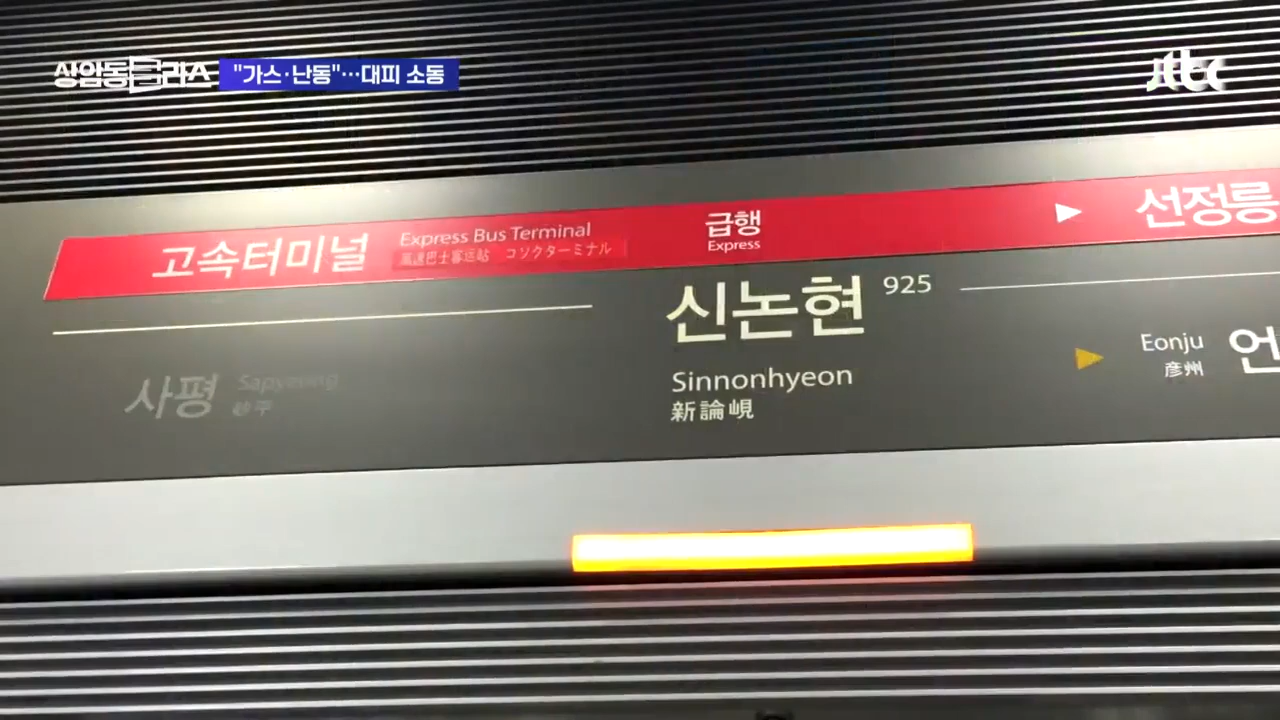 상암동클라스 "가스·난동"…대피 소동
jtbc
고속터미널 Express Bus Terminal
高速巴士客运站 コソクターミナル
급행
Express
▶ 선정릉
신논현 925
Sinnonhyeon
新論峴
사평 Sapyeong
砂平
▶ Eonju 언
彦州